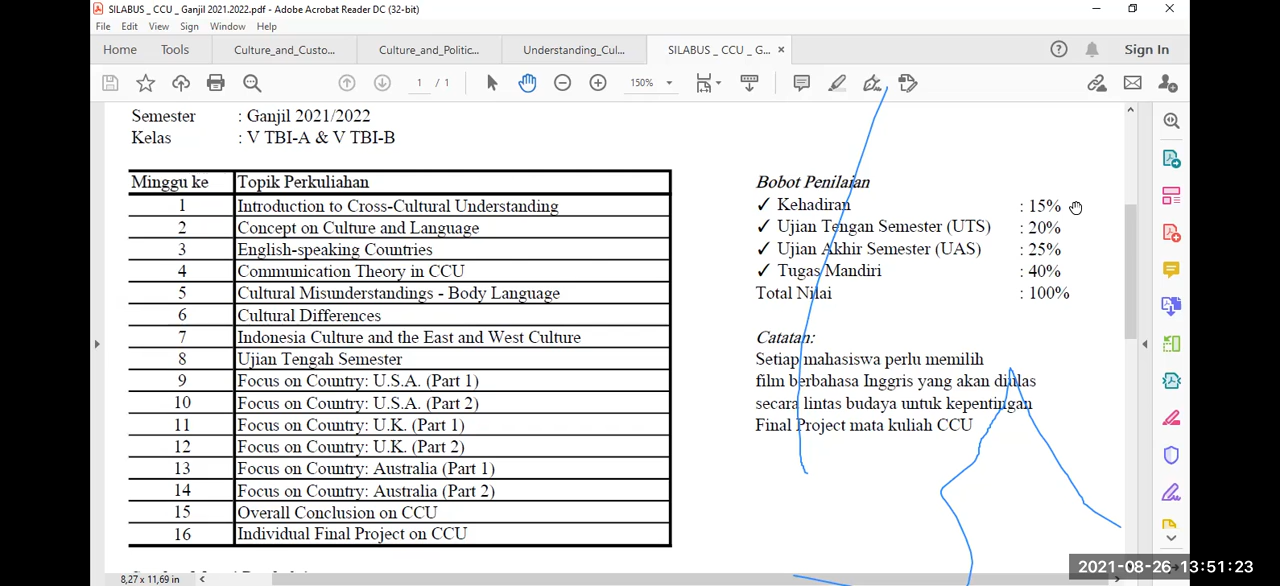 SILABUS _ CCU _ Ganjil 2021.2022.pdf - Adobe Acrobat Reader DC (32-bit)
File Edit View Sign Window Help
Home Tools Culture_and_Custo... Culture_and_Politic... Understanding_Cul... SILABUS _ CCU _ G... × Sign In
1 / 1 150%
Semester : Ganjil 2021/2022
Kelas : V TBI-A & V TBI-B
Minggu ke Topik Perkuliahan
1 Introduction to Cross-Cultural Understanding
2 Concept on Culture and Language
3 English-speaking Countries
4 Communication Theory in CCU
5 Cultural Misunderstandings - Body Language
6 Cultural Differences
7 Indonesia Culture and the East and West Culture
8 Ujian Tengah Semester
9 Focus on Country: U.S.A. (Part 1)
10 Focus on Country: U.S.A. (Part 2)
11 Focus on Country: U.K. (Part 1)
12 Focus on Country: U.K. (Part 2)
13 Focus on Country: Australia (Part 1)
14 Focus on Country: Australia (Part 2)
15 Overall Conclusion on CCU
16 Individual Final Project on CCU
Bobot Penilaian
✓ Kehadiran : 15%
✓ Ujian Tengan Semester (UTS) : 20%
✓ Ujian Akhir Semester (UAS) : 25%
✓ Tugas Mandiri : 40%
Total Nilai : 100%
Catatan:
Setiap mahasiswa perlu memilih
film berbahasa Inggris yang akan diulas
secara lintas budaya untuk kepentingan
Final Project mata kuliah CCU
8,27 x 11,69 in
2021-08-26 13:51:23